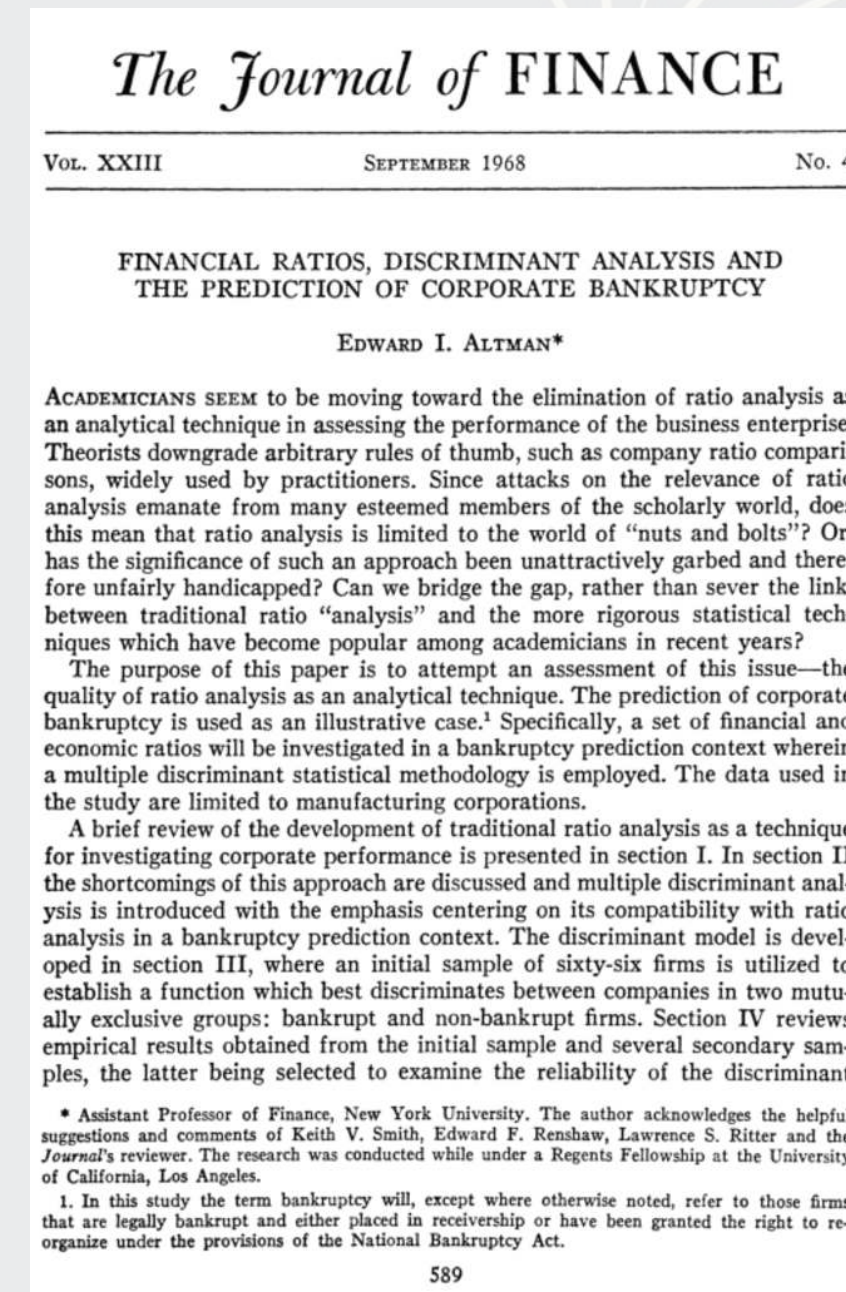 The Journal of FINANCE
VOL. XXIII SEPTEMBER 1968 No. 4
FINANCIAL RATIOS, DISCRIMINANT ANALYSIS AND
THE PREDICTION OF CORPORATE BANKRUPTCY
EDWARD I. ALTMAN*
ACADEMICIANS SEEM to be moving toward the elimination of ratio analysis as
an analytical technique in assessing the performance of the business enterprise
Theorists downgrade arbitrary rules of thumb, such as company ratio compari
sons, widely used by practitioners. Since attacks on the relevance of ratio
analysis emanate from many esteemed members of the scholarly world, does
this mean that ratio analysis is limited to the world of “nuts and bolts”? Or
has the significance of such an approach been unattractively garbed and there
fore unfairly handicapped? Can we bridge the gap, rather than sever the link
between traditional ratio “analysis” and the more rigorous statistical tech
niques which have become popular among academicians in recent years?
The purpose of this paper is to attempt an assessment of this issue—the
quality of ratio analysis as an analytical technique. The prediction of corporate
bankruptcy is used as an illustrative case.¹ Specifically, a set of financial and
economic ratios will be investigated in a bankruptcy prediction context wherein
a multiple discriminant statistical methodology is employed. The data used in
the study are limited to manufacturing corporations.
A brief review of the development of traditional ratio analysis as a technique
for investigating corporate performance is presented in section I. In section II
the shortcomings of this approach are discussed and multiple discriminant anal-
ysis is introduced with the emphasis centering on its compatibility with ratio
analysis in a bankruptcy prediction context. The discriminant model is devel-
oped in section III, where an initial sample of sixty-six firms is utilized to
establish a function which best discriminates between companies in two mutu-
ally exclusive groups: bankrupt and non-bankrupt firms. Section IV reviews
empirical results obtained from the initial sample and several secondary sam-
ples, the latter being selected to examine the reliability of the discriminant
* Assistant Professor of Finance, New York University. The author acknowledges the helpful
suggestions and comments of Keith V. Smith, Edward F. Renshaw, Lawrence S. Ritter and the
Journal's reviewer. The research was conducted while under a Regents Fellowship at the University
of California, Los Angeles.
1. In this study the term bankruptcy will, except where otherwise noted, refer to those firms
that are legally bankrupt and either placed in receivership or have been granted the right to re-
organize under the provisions of the National Bankruptcy Act.
589